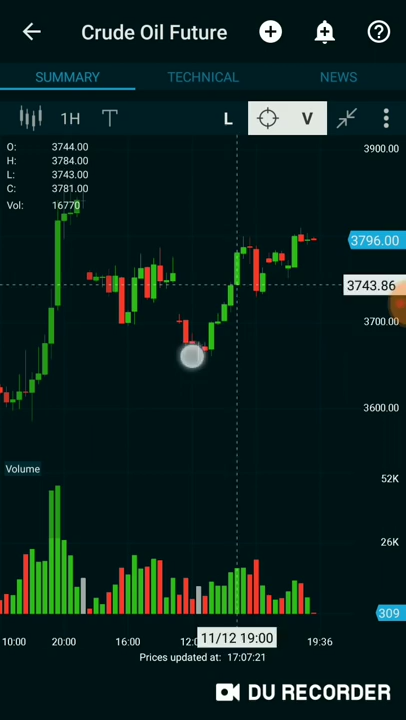 Crude Oil Future
SUMMARY TECHNICAL NEWS
1H T L V
O: 3744.00
H: 3784.00
L: 3743.00
C: 3781.00
Vol: 16770
3900.00
3796.00
3743.86
3700.00
3600.00
Volume
52K
26K
309
10:00 20:00 16:00 12:0 11/12 19:00 19:36
Prices updated at: 17:07:21
DU RECORDER